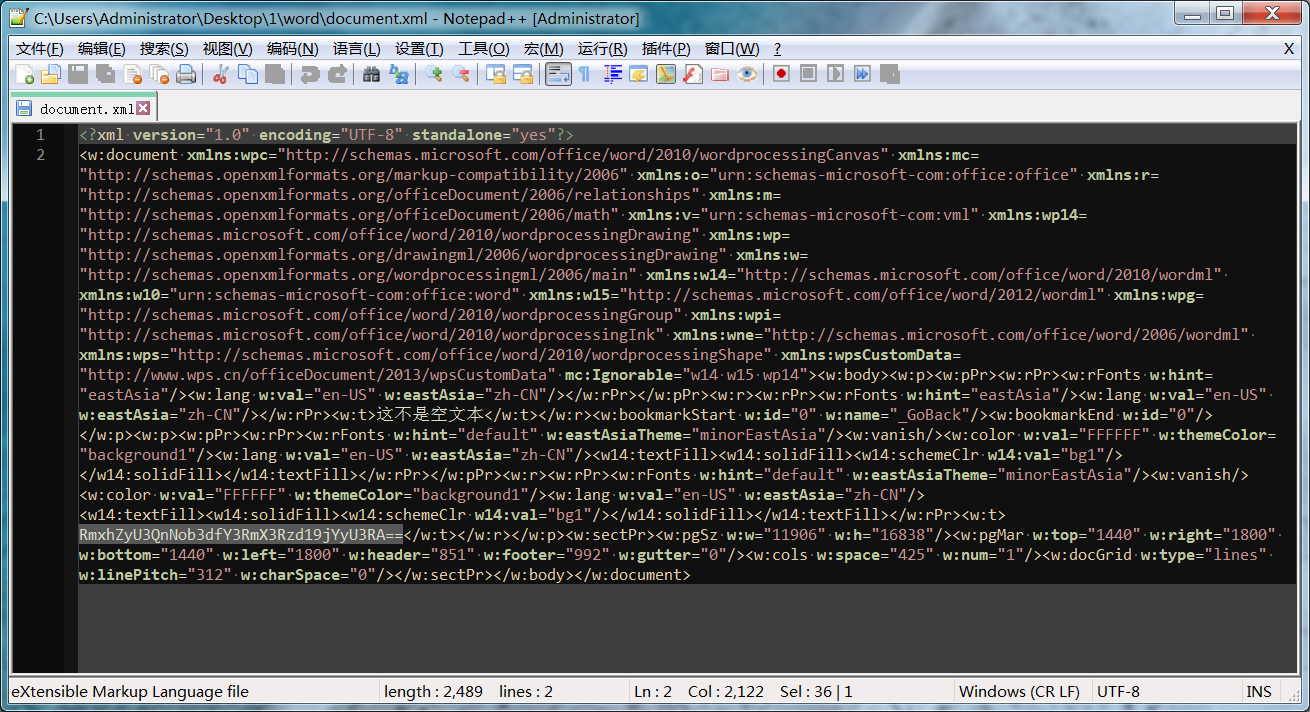 C:\Users\Administrator\Desktop\1\word\document.xml - Notepad++ [Administrator]
文件(F) 编辑(E) 搜索(S) 视图(V) 编码(N) 语言(L) 设置(T) 工具(O) 宏(M) 运行(R) 插件(P) 窗口(W) ? X
document.xml
1 <?xml version="1.0" encoding="UTF-8" standalone="yes"?>
2 <w:document xmlns:wpc="http://schemas.microsoft.com/office/word/2010/wordprocessingCanvas" xmlns:mc=
"http://schemas.openxmlformats.org/markup-compatibility/2006" xmlns:o="urn:schemas-microsoft-com:office:office" xmlns:r=
"http://schemas.openxmlformats.org/officeDocument/2006/relationships" xmlns:m=
"http://schemas.openxmlformats.org/officeDocument/2006/math" xmlns:v="urn:schemas-microsoft-com:vml" xmlns:wp14=
"http://schemas.microsoft.com/office/word/2010/wordprocessingDrawing" xmlns:wp=
"http://schemas.openxmlformats.org/drawingml/2006/wordprocessingDrawing" xmlns:w=
"http://schemas.openxmlformats.org/wordprocessingml/2006/main" xmlns:w14="http://schemas.microsoft.com/office/word/2010/wordml"
xmlns:w10="urn:schemas-microsoft-com:office:word" xmlns:w15="http://schemas.microsoft.com/office/word/2012/wordml" xmlns:wpg=
"http://schemas.microsoft.com/office/word/2010/wordprocessingGroup" xmlns:wpi=
"http://schemas.microsoft.com/office/word/2010/wordprocessingInk" xmlns:wne="http://schemas.microsoft.com/office/word/2006/wordml"
xmlns:wps="http://schemas.microsoft.com/office/word/2010/wordprocessingShape" xmlns:wpsCustomData=
"http://www.wps.cn/officeDocument/2013/wpsCustomData" mc:Ignorable="w14 w15 wp14"><w:body><w:p><w:pPr><w:rPr><w:rFonts w:hint=
"eastAsia"/><w:lang w:val="en-US" w:eastAsia="zh-CN"/></w:rPr></w:pPr><w:r><w:rPr><w:rFonts w:hint="eastAsia"/><w:lang w:val="en-US"
w:eastAsia="zh-CN"/></w:rPr><w:t>这不是空文本</w:t></w:r><w:bookmarkStart w:id="0" w:name="_GoBack"/><w:bookmarkEnd w:id="0"/>
</w:p><w:p><w:pPr><w:rPr><w:rFonts w:hint="default" w:eastAsiaTheme="minorEastAsia"/><w:vanish/><w:color w:val="FFFFFF" w:themeColor=
"background1"/><w:lang w:val="en-US" w:eastAsia="zh-CN"/><w14:textFill><w14:solidFill><w14:schemeClr w14:val="bg1"/>
</w14:solidFill></w14:textFill></w:rPr></w:pPr><w:r><w:rPr><w:rFonts w:hint="default" w:eastAsiaTheme="minorEastAsia"/><w:vanish/>
<w:color w:val="FFFFFF" w:themeColor="background1"/><w:lang w:val="en-US" w:eastAsia="zh-CN"/>
<w14:textFill><w14:solidFill><w14:schemeClr w14:val="bg1"/></w14:solidFill></w14:textFill></w:rPr><w:t>
RmxhZyU3QnNob3dfY3RmX3Rzd19jYyU3RA==</w:t></w:r></w:p><w:sectPr><w:pgSz w:w="11906" w:h="16838"/><w:pgMar w:top="1440" w:right="1800"
w:bottom="1440" w:left="1800" w:header="851" w:footer="992" w:gutter="0"/><w:cols w:space="425" w:num="1"/><w:docGrid w:type="lines"
w:linePitch="312" w:charSpace="0"/></w:sectPr></w:body></w:document>
eXtensible Markup Language file length : 2,489 lines : 2 Ln : 2 Col : 2,122 Sel : 36 | 1 Windows (CR LF) UTF-8 INS